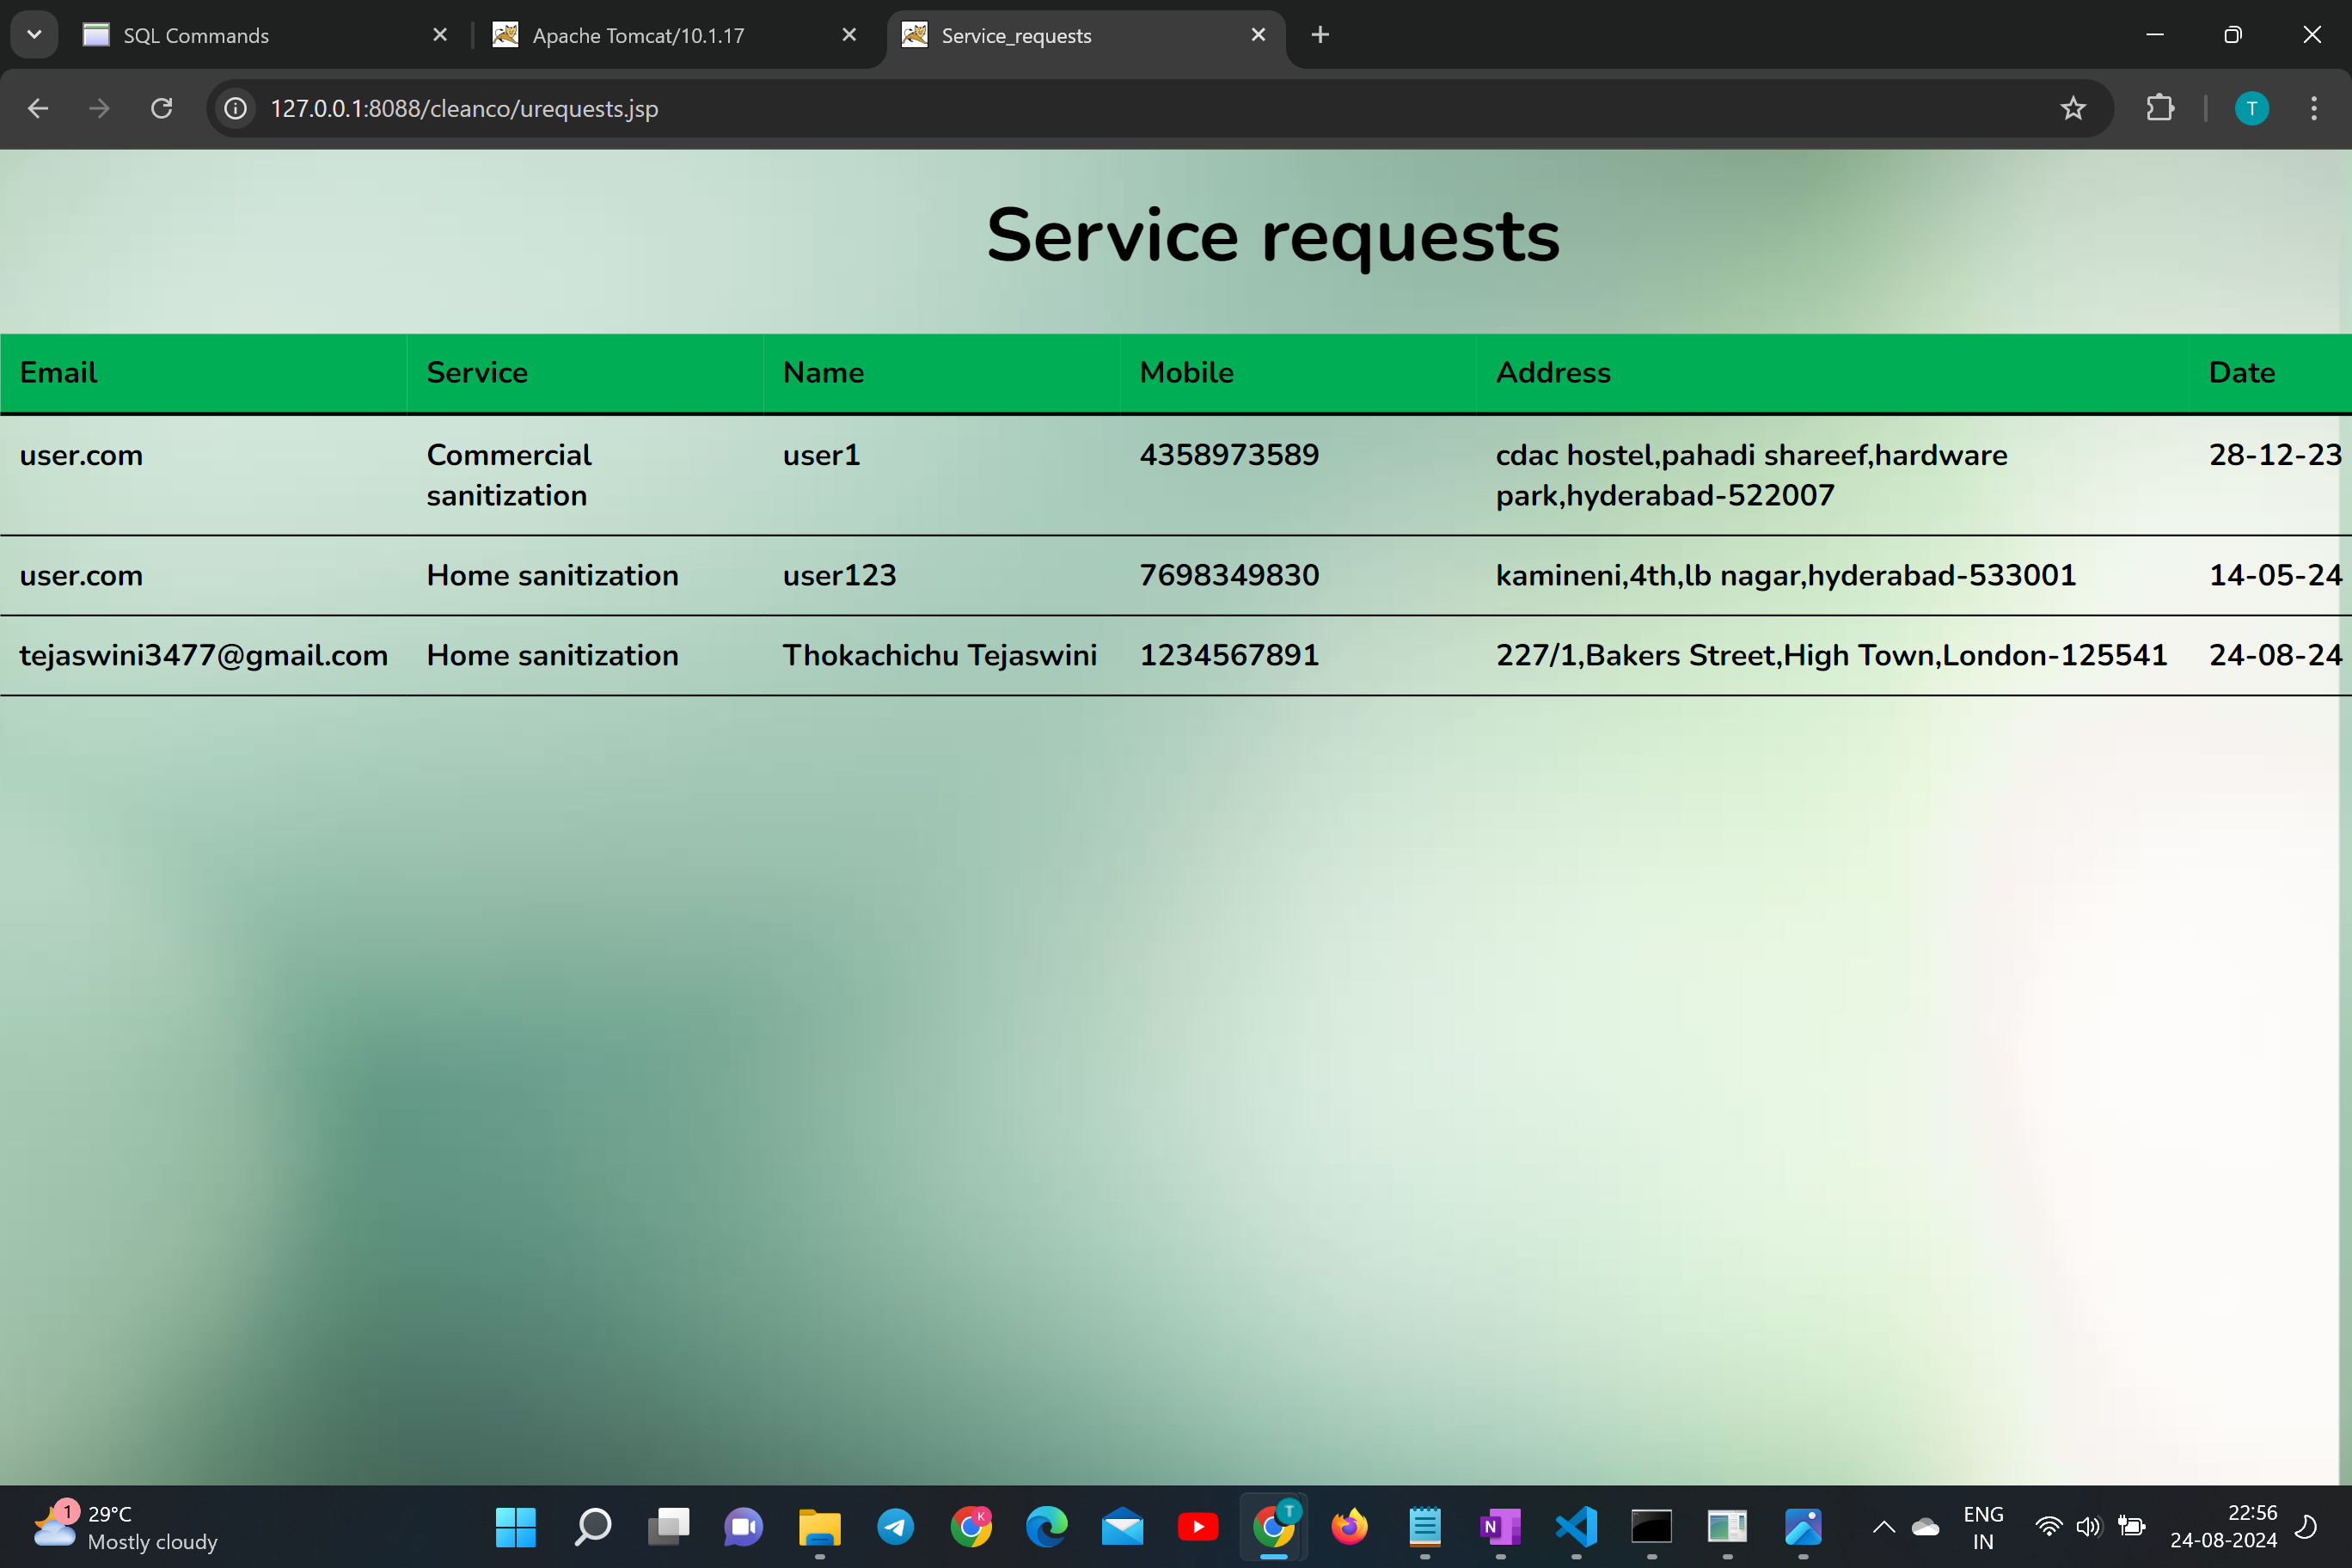 SQL Commands
Apache Tomcat/10.1.17
Service_requests
127.0.0.1:8088/cleanco/urequests.jsp
T
Service requests
Email Service Name Mobile Address Date
user.com Commercial sanitization user1 4358973589 cdac hostel,pahadi shareef,hardware park,hyderabad-522007 28-12-23
user.com Home sanitization user123 7698349830 kamineni,4th,lb nagar,hyderabad-533001 14-05-24
tejaswini3477@gmail.com Home sanitization Thokachichu Tejaswini 1234567891 227/1,Bakers Street,High Town,London-125541 24-08-24
1
29°C
Mostly cloudy
K
T
N
ENG
IN
22:56
24-08-2024